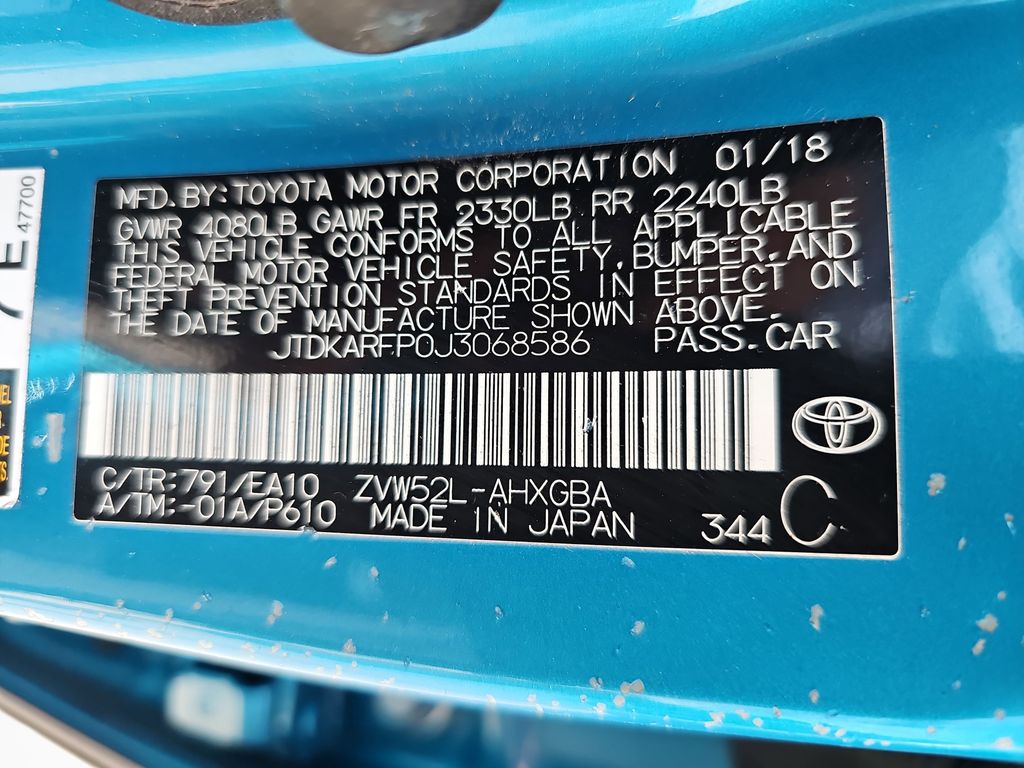 MFD. BY: TOYOTA MOTOR CORPORATION 01/18
GVWR 4080LB GAWR FR 2330LB RR 2240LB
THIS VEHICLE CONFORMS TO ALL APPLICABLE
FEDERAL MOTOR VEHICLE SAFETY, BUMPER, AND
THEFT PREVENTION STANDARDS IN EFFECT ON
THE DATE OF MANUFACTURE SHOWN ABOVE.
JTDKARFP0J3068586 PASS. CAR
C/TR: 791/EA10 ZVW52L-AHXGBA
A/TM: -01A/P610 MADE IN JAPAN 344 C
E
47700